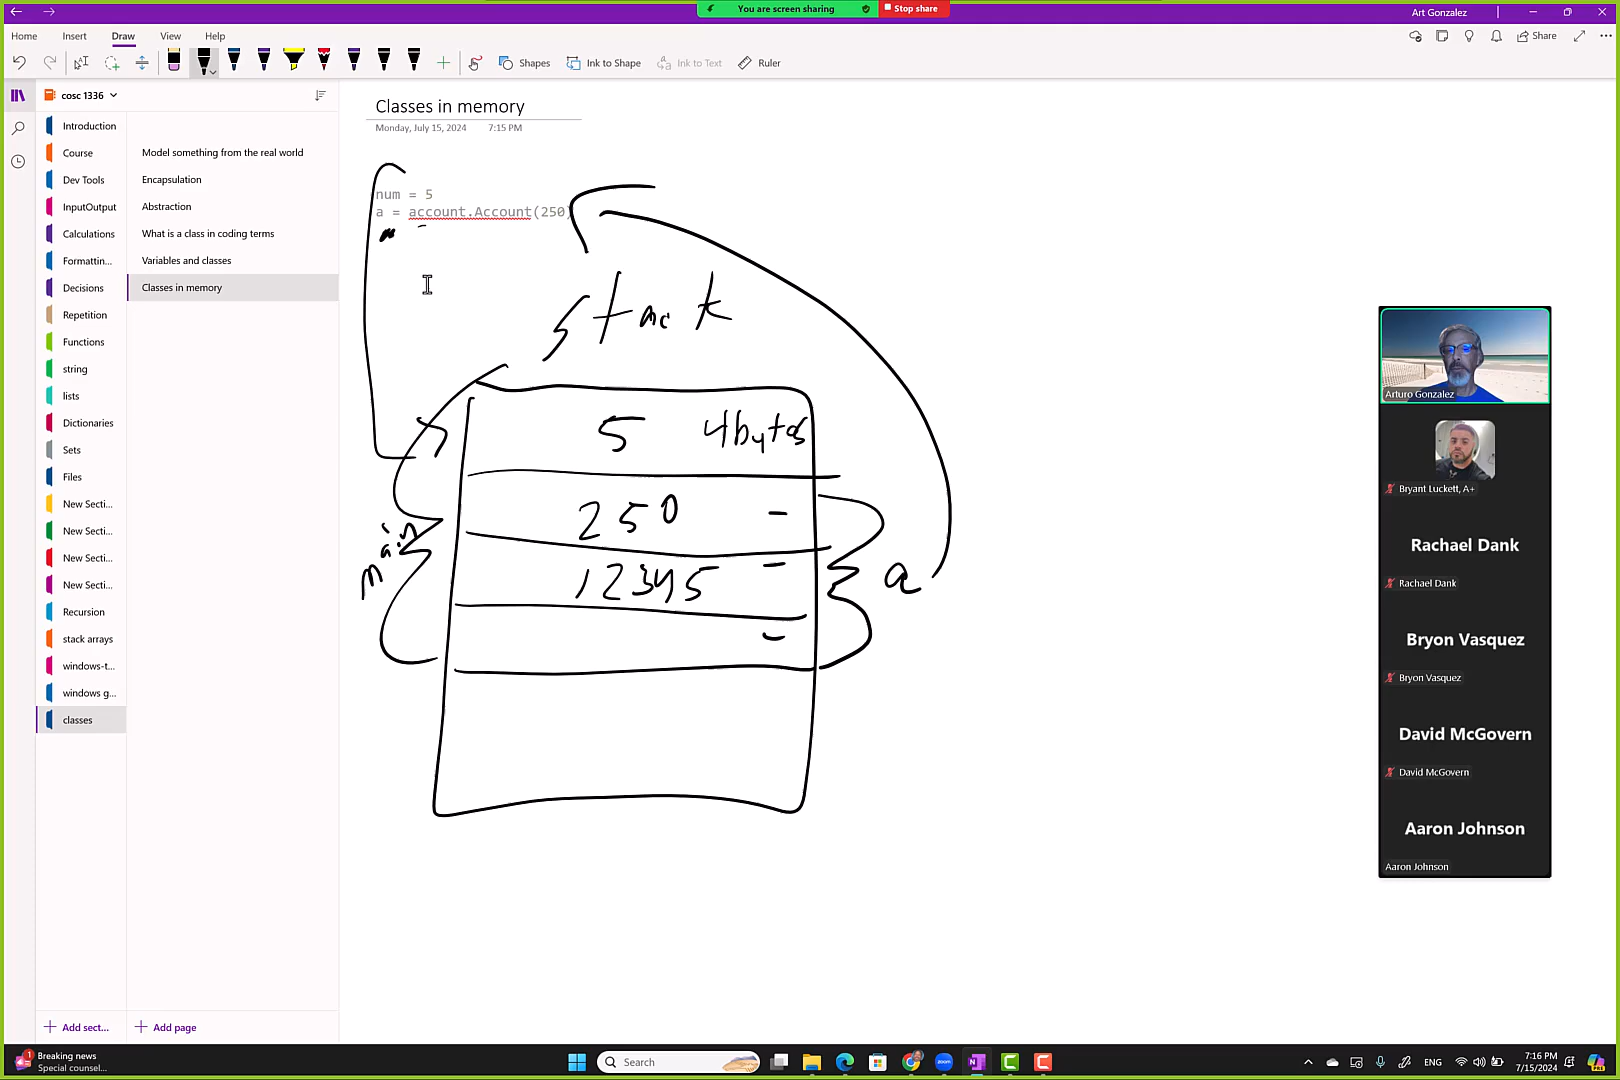 You are screen sharing
Stop share
Art Gonzalez
Home Insert Draw View Help
Share
Shapes Ink to Shape Ink to Text Ruler
cosc 1336
Introduction
Course
Dev Tools
InputOutput
Calculations
Formattin...
Decisions
Repetition
Functions
string
lists
Dictionaries
Sets
Files
New Secti...
New Secti...
New Secti...
New Secti...
Recursion
stack arrays
windows-t...
windows g...
classes
Add sect...
Model something from the real world
Encapsulation
Abstraction
What is a class in coding terms
Variables and classes
Classes in memory
Add page
Classes in memory
Monday, July 15, 2024 7:15 PM
num = 5
a = account.Account(250)
stack
5 4bytes
250 -
12345 -
-
main
a
Arturo Gonzalez
Bryant Luckett, A+
Rachael Dank
Rachael Dank
Bryon Vasquez
Bryon Vasquez
David McGovern
David McGovern
Aaron Johnson
Aaron Johnson
1
Breaking news
Special counsel...
Search
zoom
ENG
7:16 PM
7/15/2024